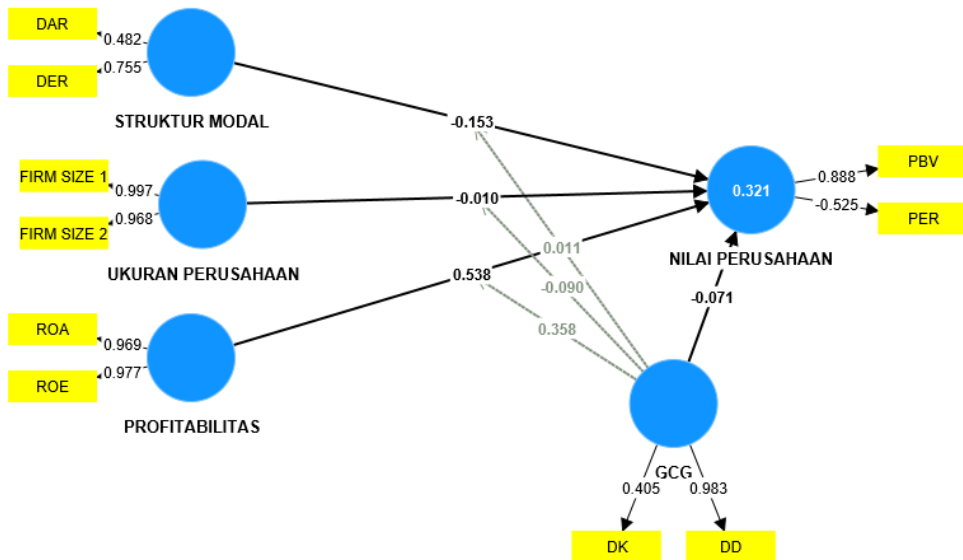 DAR
0.482
0.755
DER
STRUKTUR MODAL
-0.153
FIRM SIZE 1
0.997
0.968
FIRM SIZE 2
UKURAN PERUSAHAAN
-0.010
0.321
PBV
0.888
-0.525
PER
NILAI PERUSAHAAN
0.011
-0.090
0.358
0.538
-0.071
ROA
0.969
0.977
ROE
PROFITABILITAS
GCG
0.405
0.983
DK
DD